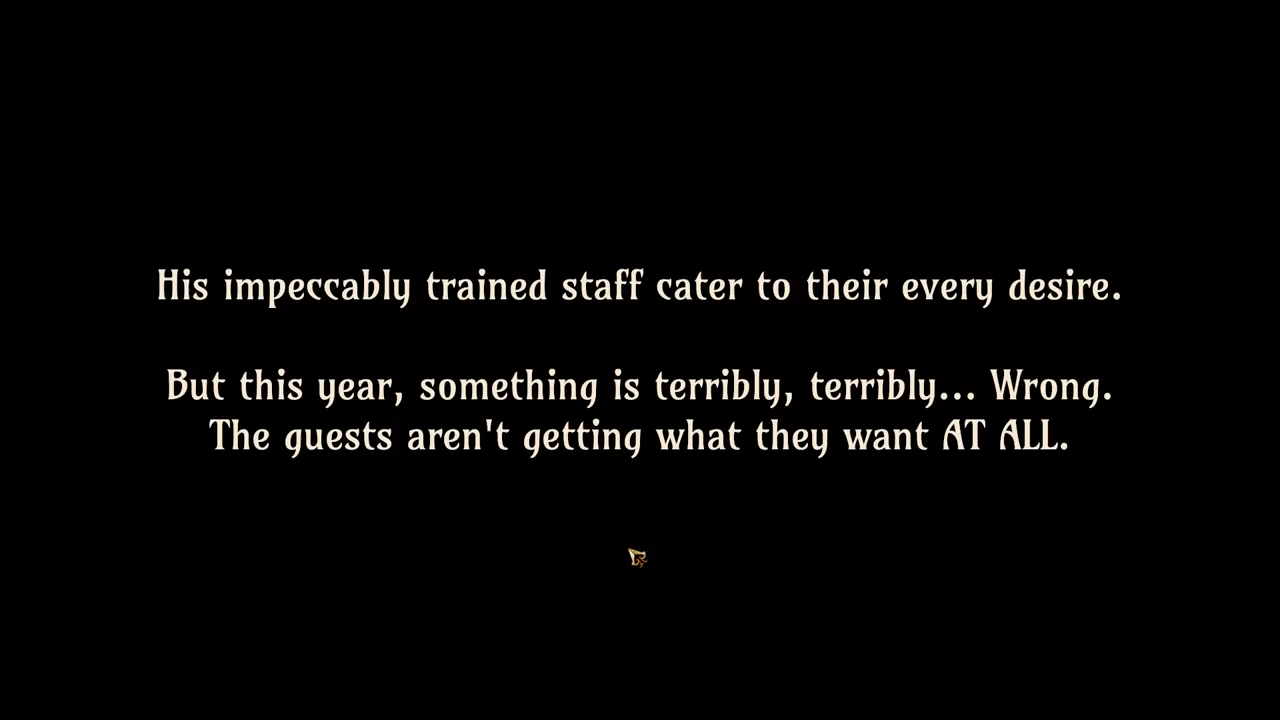 His impeccably trained staff cater to their every desire.
But this year, something is terribly, terribly... Wrong.
The guests aren't getting what they want AT ALL.